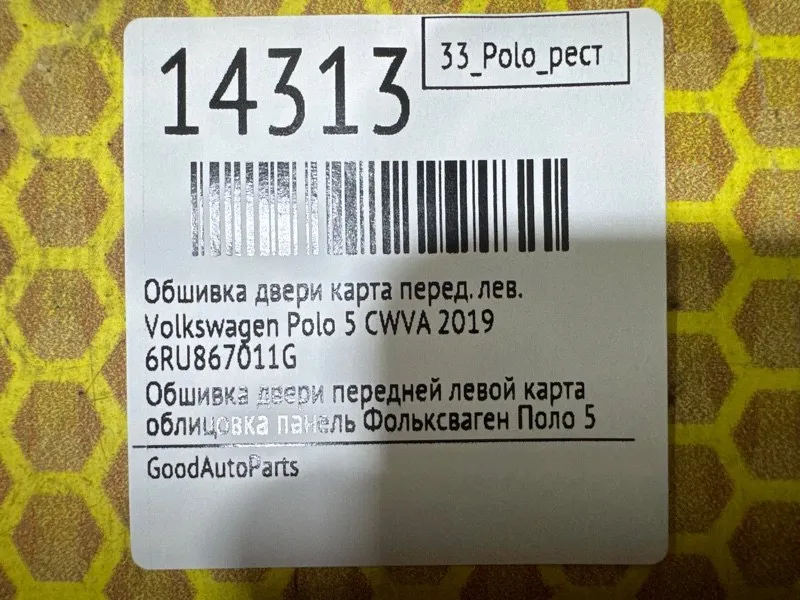 14313
33_Polo_рест
Обшивка двери карта перед. лев.
Volkswagen Polo 5 CWVA 2019
6RU867011G
Обшивка двери передней левой карта
облицовка панель Фольксваген Поло 5
GoodAutoParts